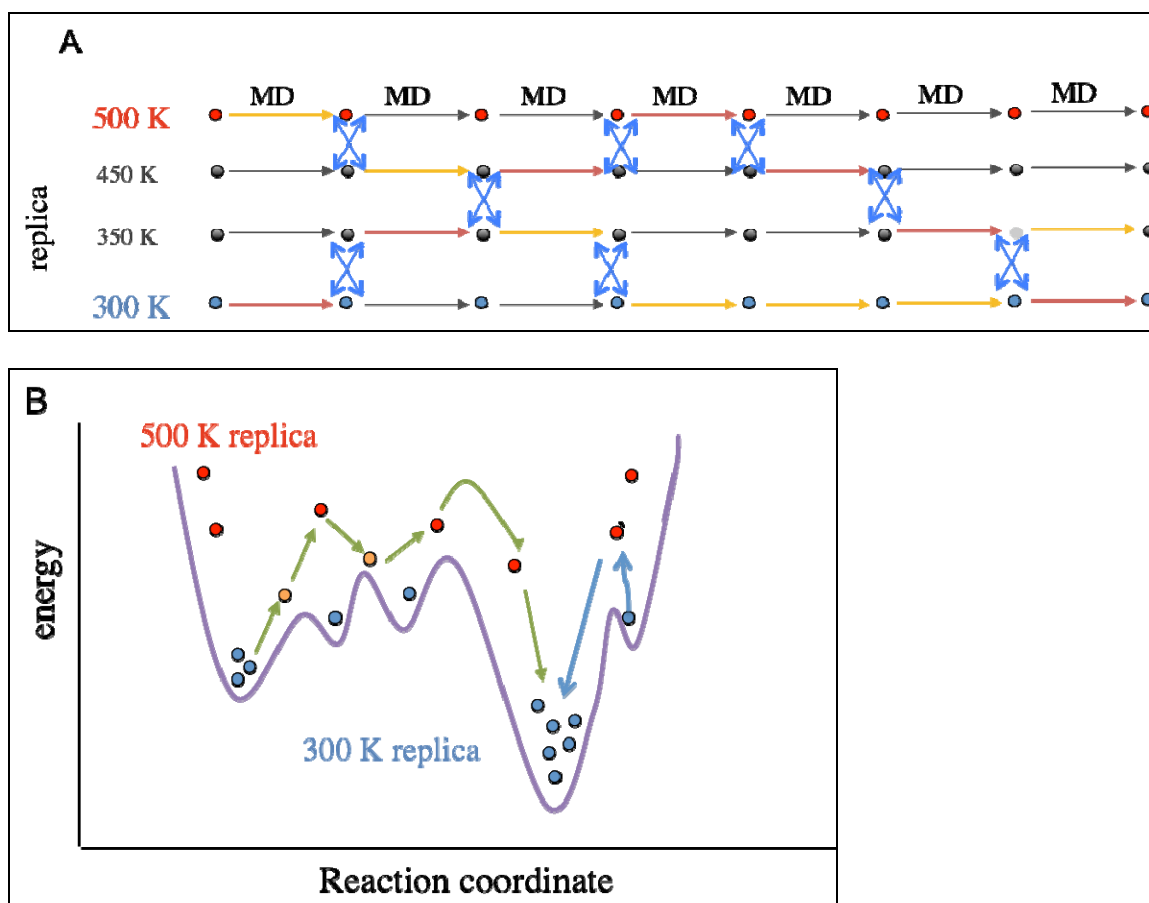 A
MD MD MD MD MD MD MD
500 K
450 K
350 K
300 K
replica
B
500 K replica
energy
300 K replica
Reaction coordinate